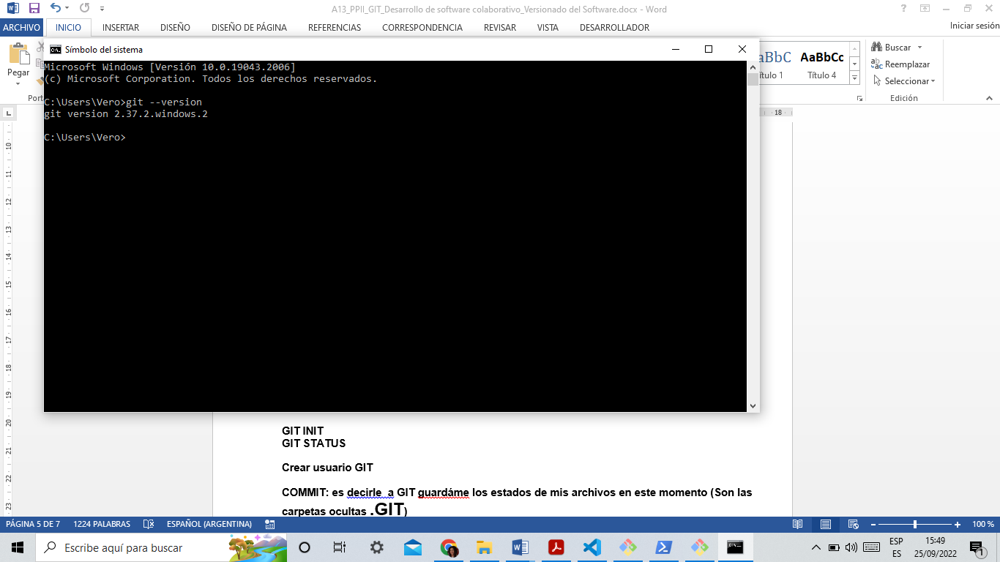 A13_PPII_GIT_Desarrollo de software colaborativo_Versionado del Software.docx - Word
ARCHIVO INICIO INSERTAR DISEÑO DISEÑO DE PÁGINA REFERENCIAS CORRESPONDENCIA REVISAR VISTA DESARROLLADOR Iniciar sesión
Pegar
Símbolo del sistema
Microsoft Windows [Versión 10.0.19043.2006]
(c) Microsoft Corporation. Todos los derechos reservados.
C:\Users\Vero>git --version
git version 2.37.2.windows.2
C:\Users\Vero>
AaBbCc
Título 4
Buscar
Reemplazar
Seleccionar
Edición
18
10
11
12
13
14
15
16
17
18
19
20
21
22
23
GIT INIT
GIT STATUS
Crear usuario GIT
COMMIT: es decirle a GIT guardáme los estados de mis archivos en este momento (Son las
carpetas ocultas .GIT)
PÁGINA 5 DE 7 1224 PALABRAS ESPAÑOL (ARGENTINA) 100 %
Escribe aquí para buscar
ESP
ES
15:49
25/09/2022
1